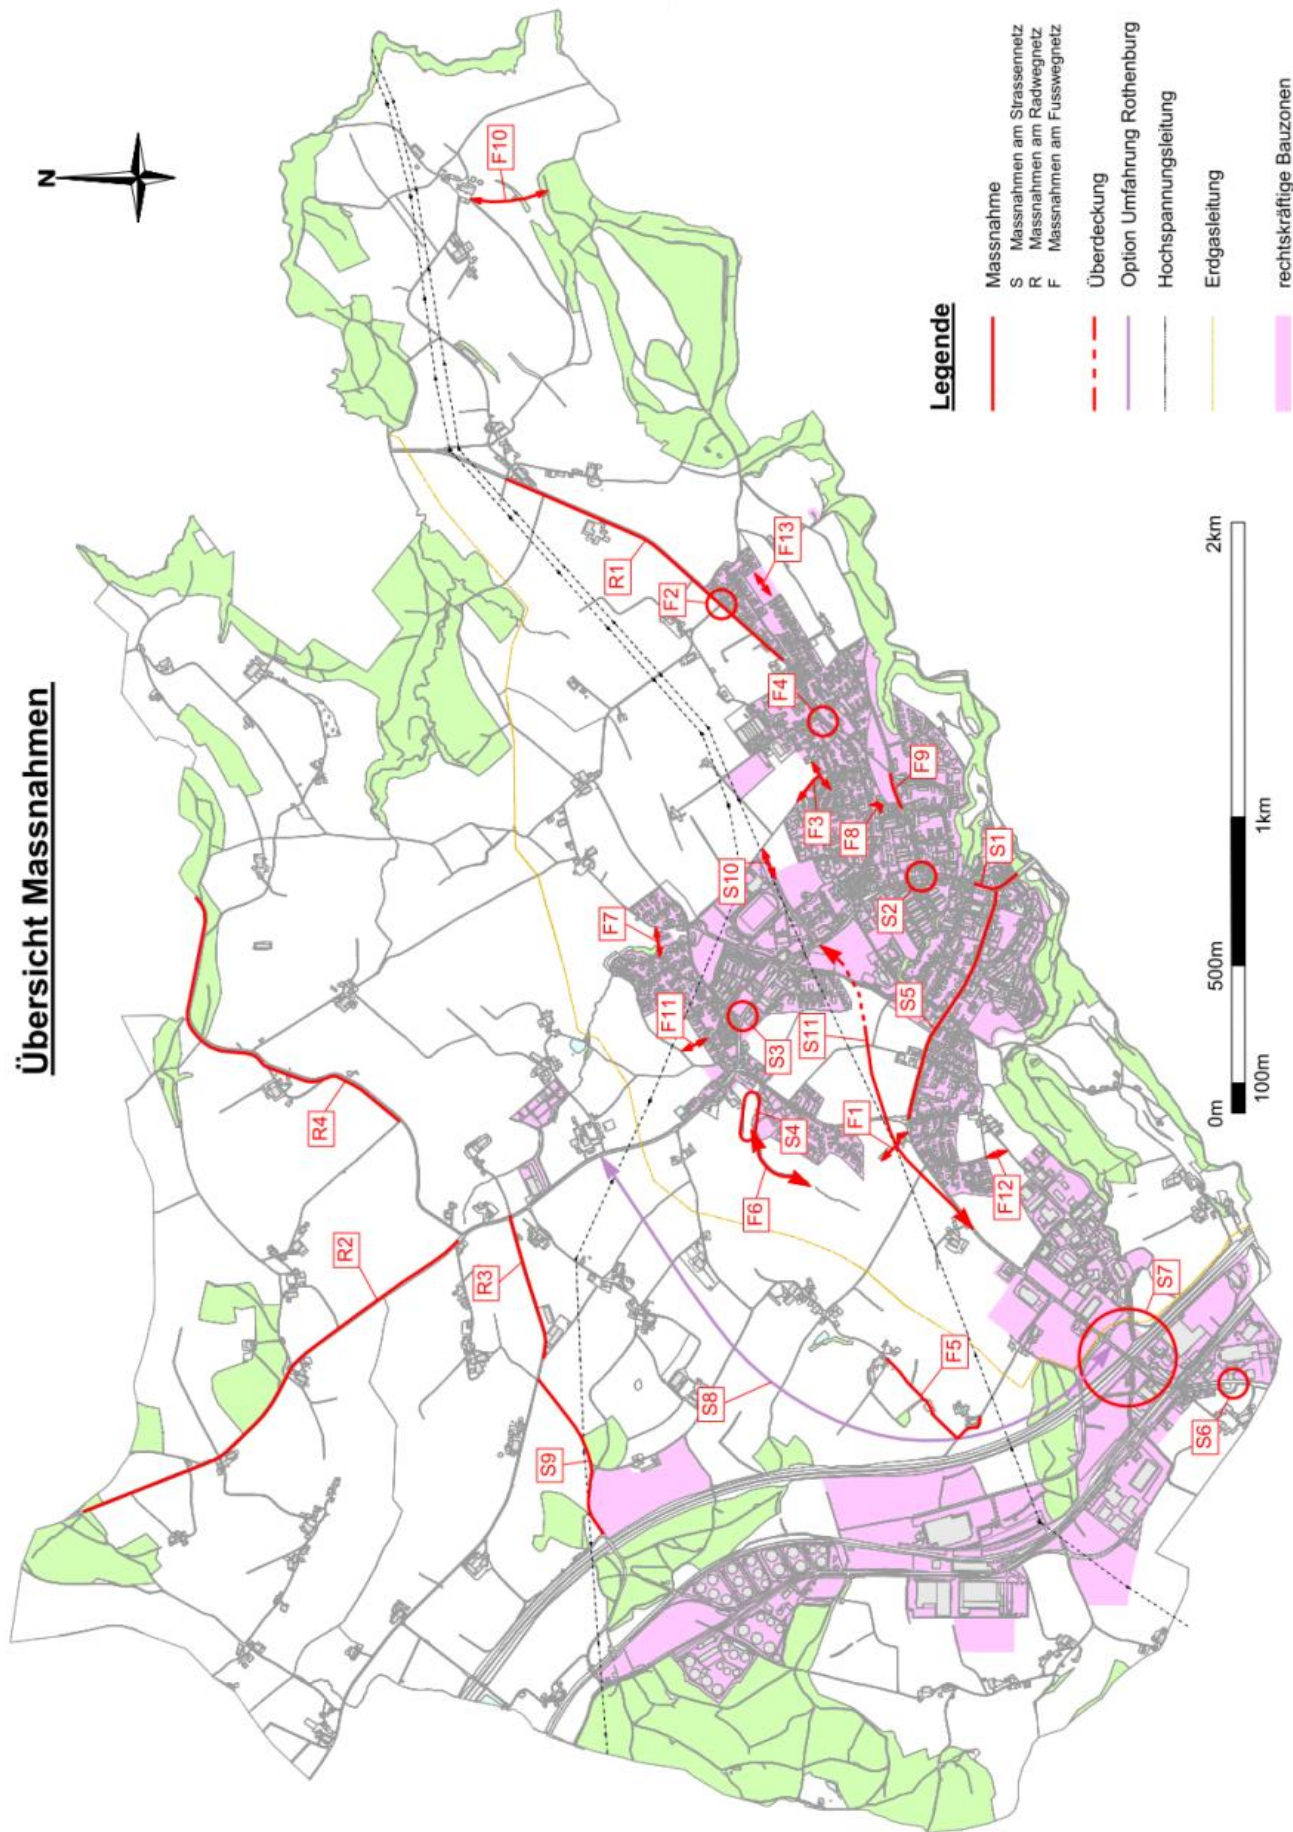 Übersicht Massnahmen
N
R4
R2
R3
S9
S8
F5
F6
S4
F11
F7
S3
S10
S11
F1
S5
F12
S7
S6
S2
S1
F8
F9
F3
F4
F2
F13
R1
F10
Legende
Massnahme
S Massnahmen am Strassennetz
R Massnahmen am Radwegnetz
F Massnahmen am Fusswegnetz
Überdeckung
Option Umfahrung Rothenburg
Hochspannungsleitung
Erdgasleitung
rechtskräftige Bauzonen
0m 500m 1km 2km
100m